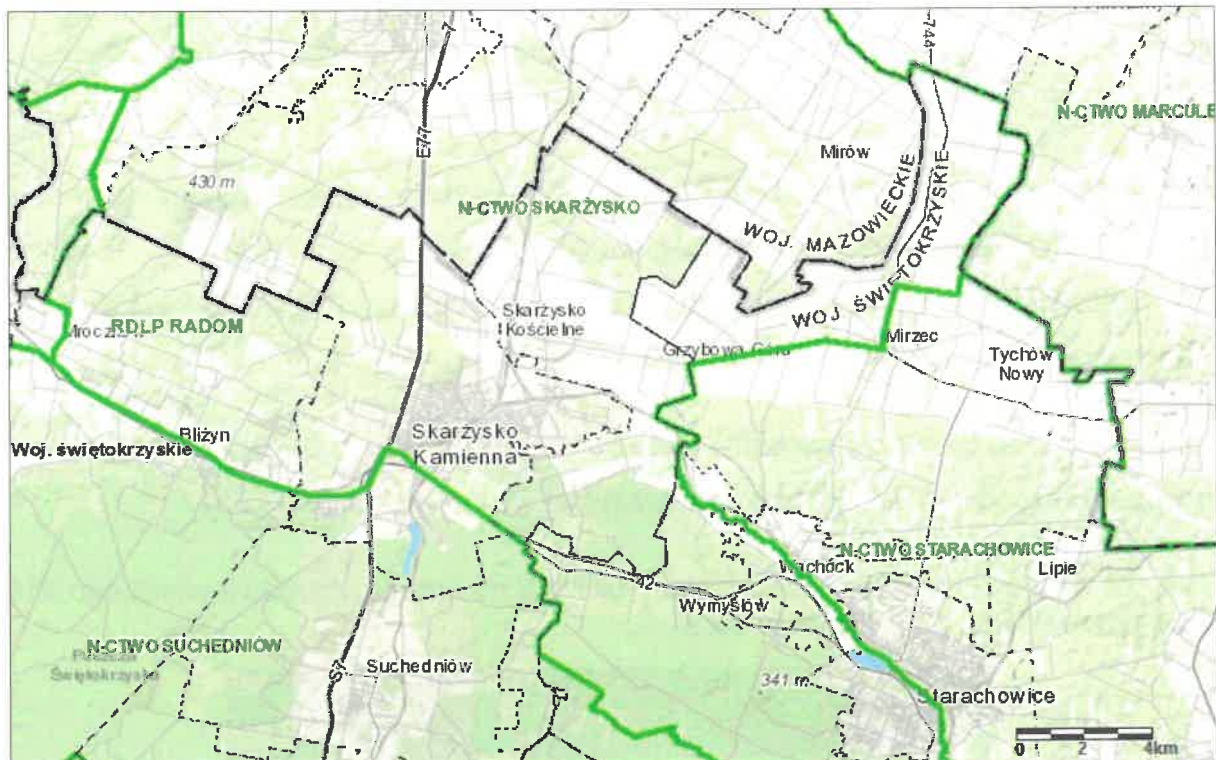 744
N-CTWO MARCULE
E77
Mirów
430 m
N-CTWO SKARŻYSKO
WOJ. MAZOWIECKIE
WOJ ŚWIĘTOKRZYSKIE
Skarżysko
Kościelne
RDLP RADOM
Grzybowa Góra
Mirzec
Tychów
Nowy
Bliżyn
Woj. świętokrzyskie
Skarżysko
Kamienna
N-CTWO STARACHOWICE
Wąchock
Lipie
42
Wymysłów
N-CTWO SUCHEDNIÓW
Puszcza
Świętokrzyska
S7
Suchedniów
341 m
Starachowice
0 2 4km